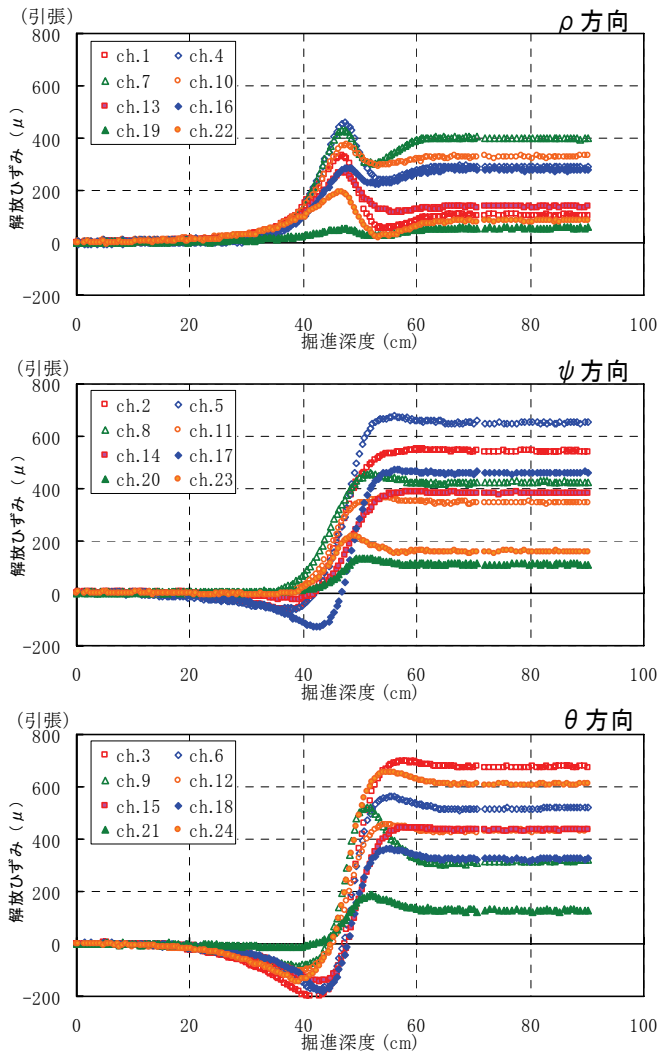 (引張)
ρ方向
800
600
400
200
0
-200
解放ひずみ (μ)
ch.1 ch.4
ch.7 ch.10
ch.13 ch.16
ch.19 ch.22
0 20 40 60 80 100
掘進深度(cm)
(引張)
ψ方向
800
600
400
200
0
-200
解放ひずみ (μ)
ch.2 ch.5
ch.8 ch.11
ch.14 ch.17
ch.20 ch.23
0 20 40 60 80 100
掘進深度(cm)
(引張)
θ方向
800
600
400
200
0
-200
解放ひずみ (μ)
ch.3 ch.6
ch.9 ch.12
ch.15 ch.18
ch.21 ch.24
0 20 40 60 80 100
掘進深度(cm)